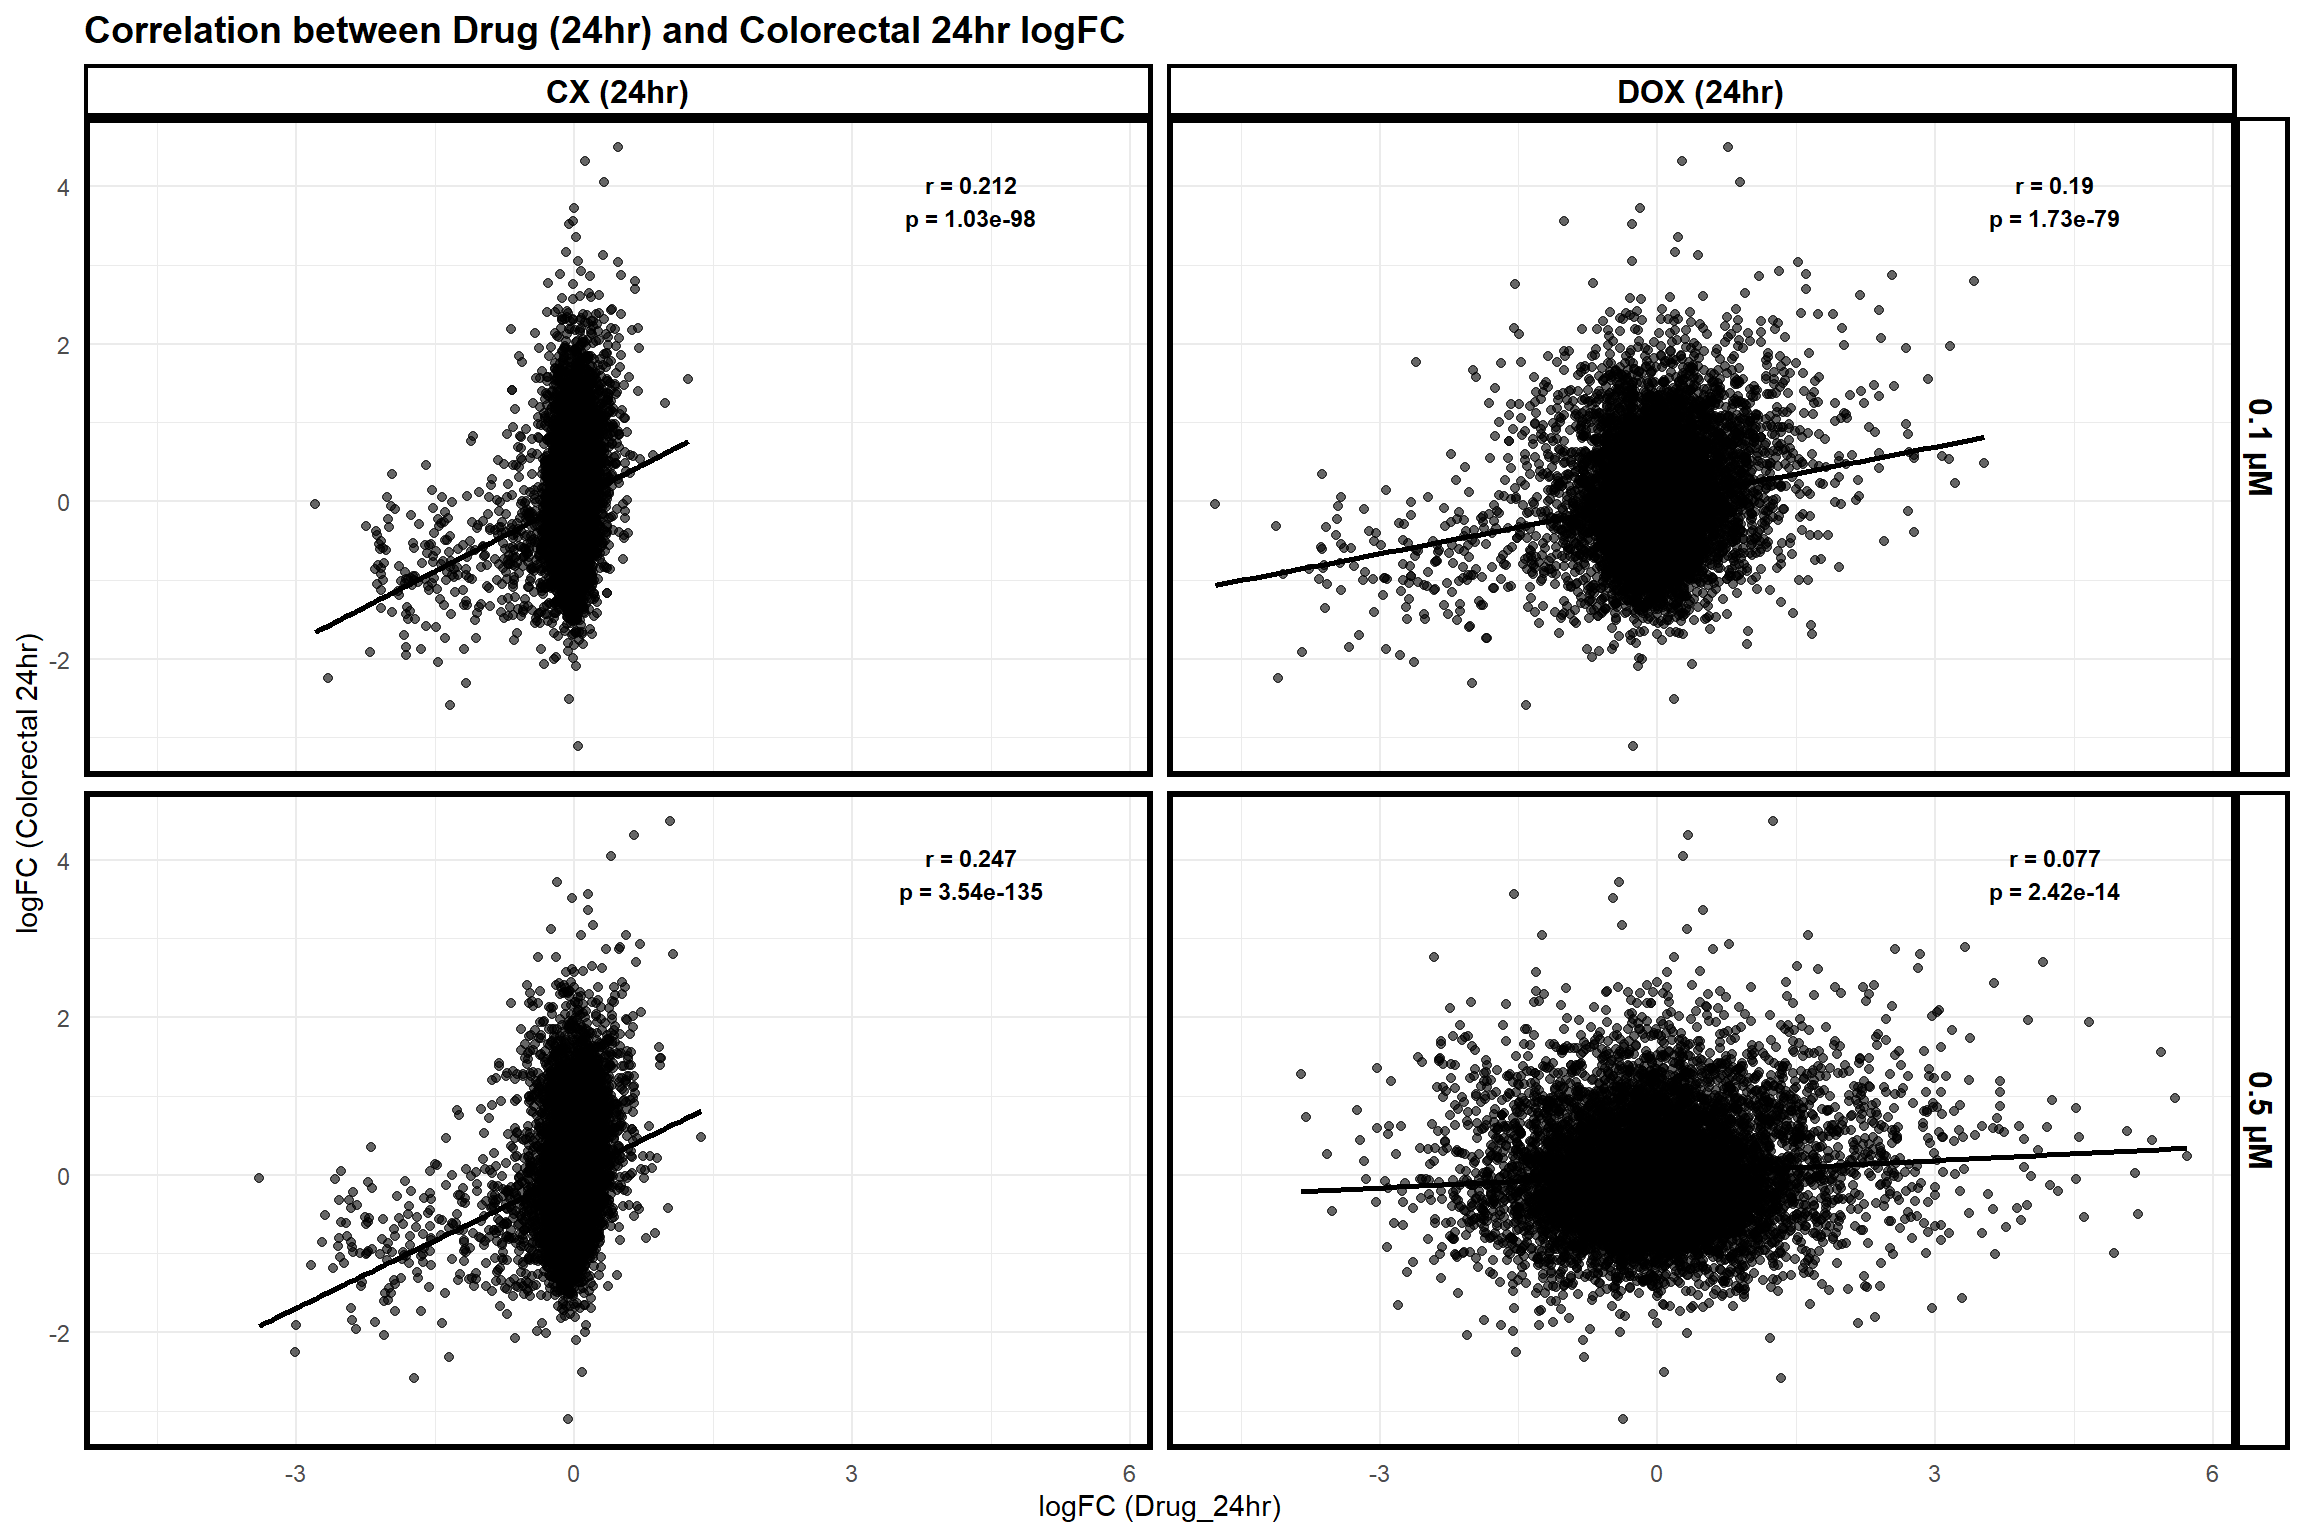 Correlation between Drug (24hr) and Colorectal 24hr logFC
CX (24hr)
DOX (24hr)
r = 0.212
p = 1.03e-98
r = 0.19
p = 1.73e-79
0.1 µM
4
2
0
-2
r = 0.247
p = 3.54e-135
r = 0.077
p = 2.42e-14
0.5 µM
4
2
0
-2
logFC (Colorectal 24hr)
-3
0
3
6
-3
0
3
6
logFC (Drug_24hr)